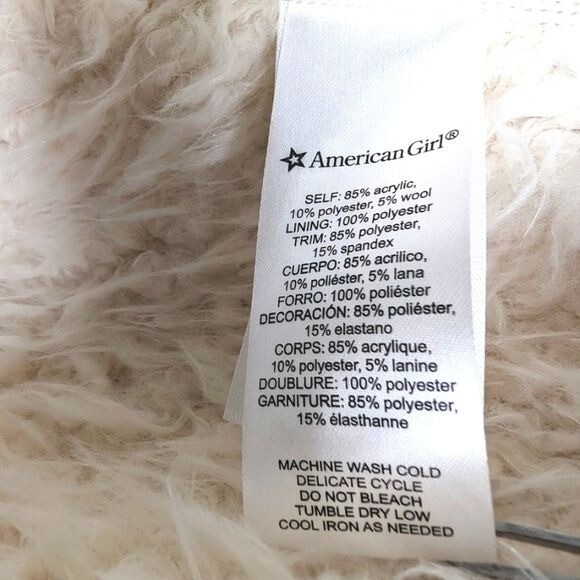 American Girl®
SELF: 85% acrylic,
10% polyester, 5% wool
LINING: 100% polyester
TRIM: 85% polyester,
15% spandex
CUERPO: 85% acrilico,
10% poliéster, 5% lana
FORRO: 100% poliéster
DECORACIÓN: 85% poliéster,
15% elastano
CORPS: 85% acrylique,
10% polyester, 5% lanine
DOUBLURE: 100% polyester
GARNITURE: 85% polyester,
15% élasthanne
MACHINE WASH COLD
DELICATE CYCLE
DO NOT BLEACH
TUMBLE DRY LOW
COOL IRON AS NEEDED